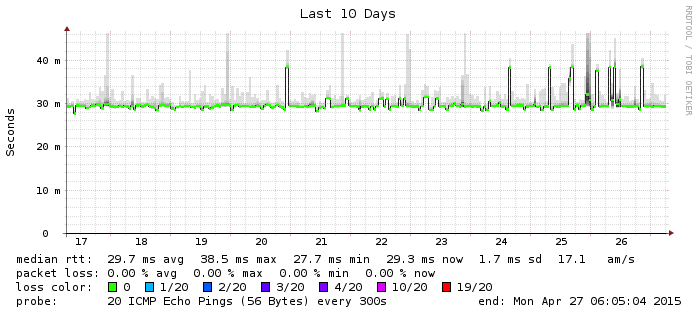 Last 10 Days
RRDTOOL / TOBI OETIKER
Seconds
40 m
30 m
20 m
10 m
0
17 18 19 20 21 22 23 24 25 26
median rtt: 29.7 ms avg 38.5 ms max 27.7 ms min 29.3 ms now 1.7 ms sd 17.1 am/s
packet loss: 0.00 % avg 0.00 % max 0.00 % min 0.00 % now
loss color: 0 1/20 2/20 3/20 4/20 10/20 19/20
probe: 20 ICMP Echo Pings (56 Bytes) every 300s end: Mon Apr 27 06:05:04 2015